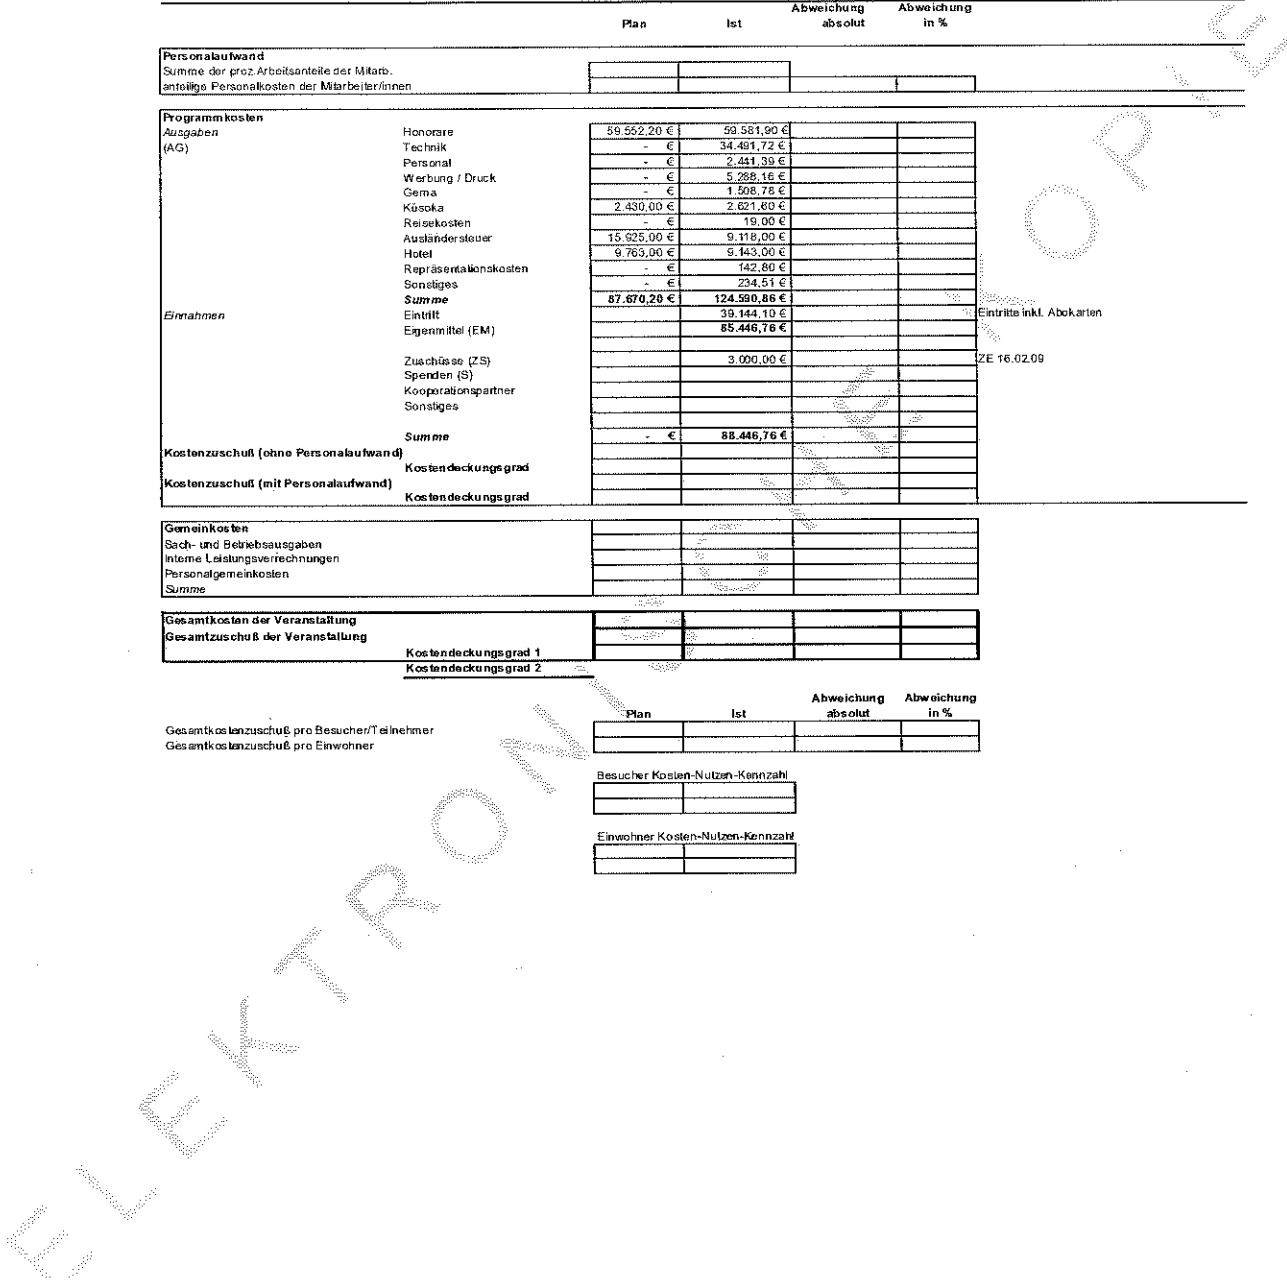 Abweichung Abweichung
Plan Ist absolut in %
Personalaufwand
Summe der proz.Arbeitsanteile der Mitarb.
anteilige Personalkosten der Mitarbeiter/innen
Programmkosten
Ausgaben Honorare 59.552,20 € 59.581,90 €
(AG) Technik - € 34.491,72 €
Personal - € 2.441,39 €
Werbung / Druck - € 5.288,16 €
Gema - € 1.508,78 €
Küsoka 2.430,00 € 2.621,60 €
Reisekosten - € 19,00 €
Ausländersteuer 15.925,00 € 9.118,00 €
Hotel 9.763,00 € 9.143,00 €
Repräsentationskosten - € 142,80 €
Sonstiges - € 234,51 €
Summe 87.670,20 € 124.590,86 €
Einnahmen Eintritt 39.144,10 € Eintritte inkl. Abokarten
Eigenmittel (EM) 85.446,76 €
Zuschüsse (ZS) 3.000,00 € ZE 16.02.09
Spenden (S)
Kooperationspartner
Sonstiges
Summe - € 88.446,76 €
Kostenzuschuß (ohne Personalaufwand)
Kostendeckungsgrad
Kostenzuschuß (mit Personalaufwand)
Kostendeckungsgrad
Gemeinkosten
Sach- und Betriebsausgaben
Interne Leistungsverrechnungen
Personalgemeinkosten
Summe
Gesamtkosten der Veranstaltung
Gesamtzuschuß der Veranstaltung
Kostendeckungsgrad 1
Kostendeckungsgrad 2
Abweichung Abweichung
Plan Ist absolut in %
Gesamtkostenzuschuß pro Besucher/Teilnehmer
Gesamtkostenzuschuß pro Einwohner
Besucher Kosten-Nutzen-Kennzahl
Einwohner Kosten-Nutzen-Kennzahl
ELEKTRONISCHE KOPIE